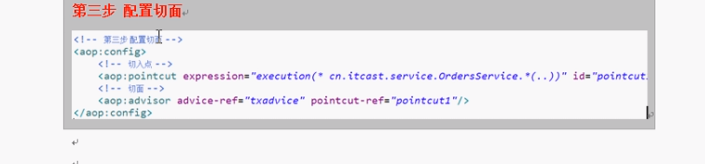 第三步 配置切面
<!-- 第三步 配置切面 -->
<aop:config>
<!-- 切入点 -->
<aop:pointcut expression="execution(* cn.itcast.service.OrdersService.*(..))" id="pointcut
<!-- 切面 -->
<aop:advisor advice-ref="txadvice" pointcut-ref="pointcut1"/>
</aop:config>